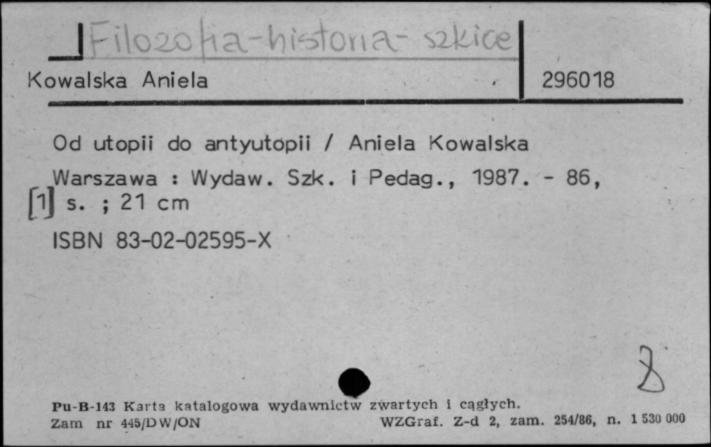 Filozofia - historia - szkice
Kowalska Aniela 296018
Od utopii do antyutopii / Aniela Kowalska
Warszawa : Wydaw. Szk. i Pedag., 1987. - 86,
[1] s. ; 21 cm
ISBN 83-02-02595-X
8
Pu-B-143 Karta katalogowa wydawnictw zwartych i ciągłych.
Zam nr 445/DW/ON WZGraf. Z-d 2, zam. 254/86, n. 1 530 000